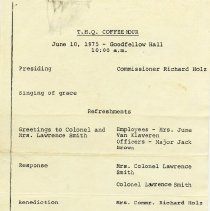 T.H.Q. COFFEE HOUR
June 10, 1975 - Goodfellow Hall
10:00 a.m.
Presiding Commissioner Richard Holz
Singing of grace
Refreshments
Greetings to Colonel and Employees - Mrs. June
Mrs. Lawrence Smith Van Klaveren
Officers - Major Jack
Brown
Response Mrs. Colonel Lawrence
Smith
Colonel Lawrence Smith
Benediction Mrs. Commr. Richard Holz